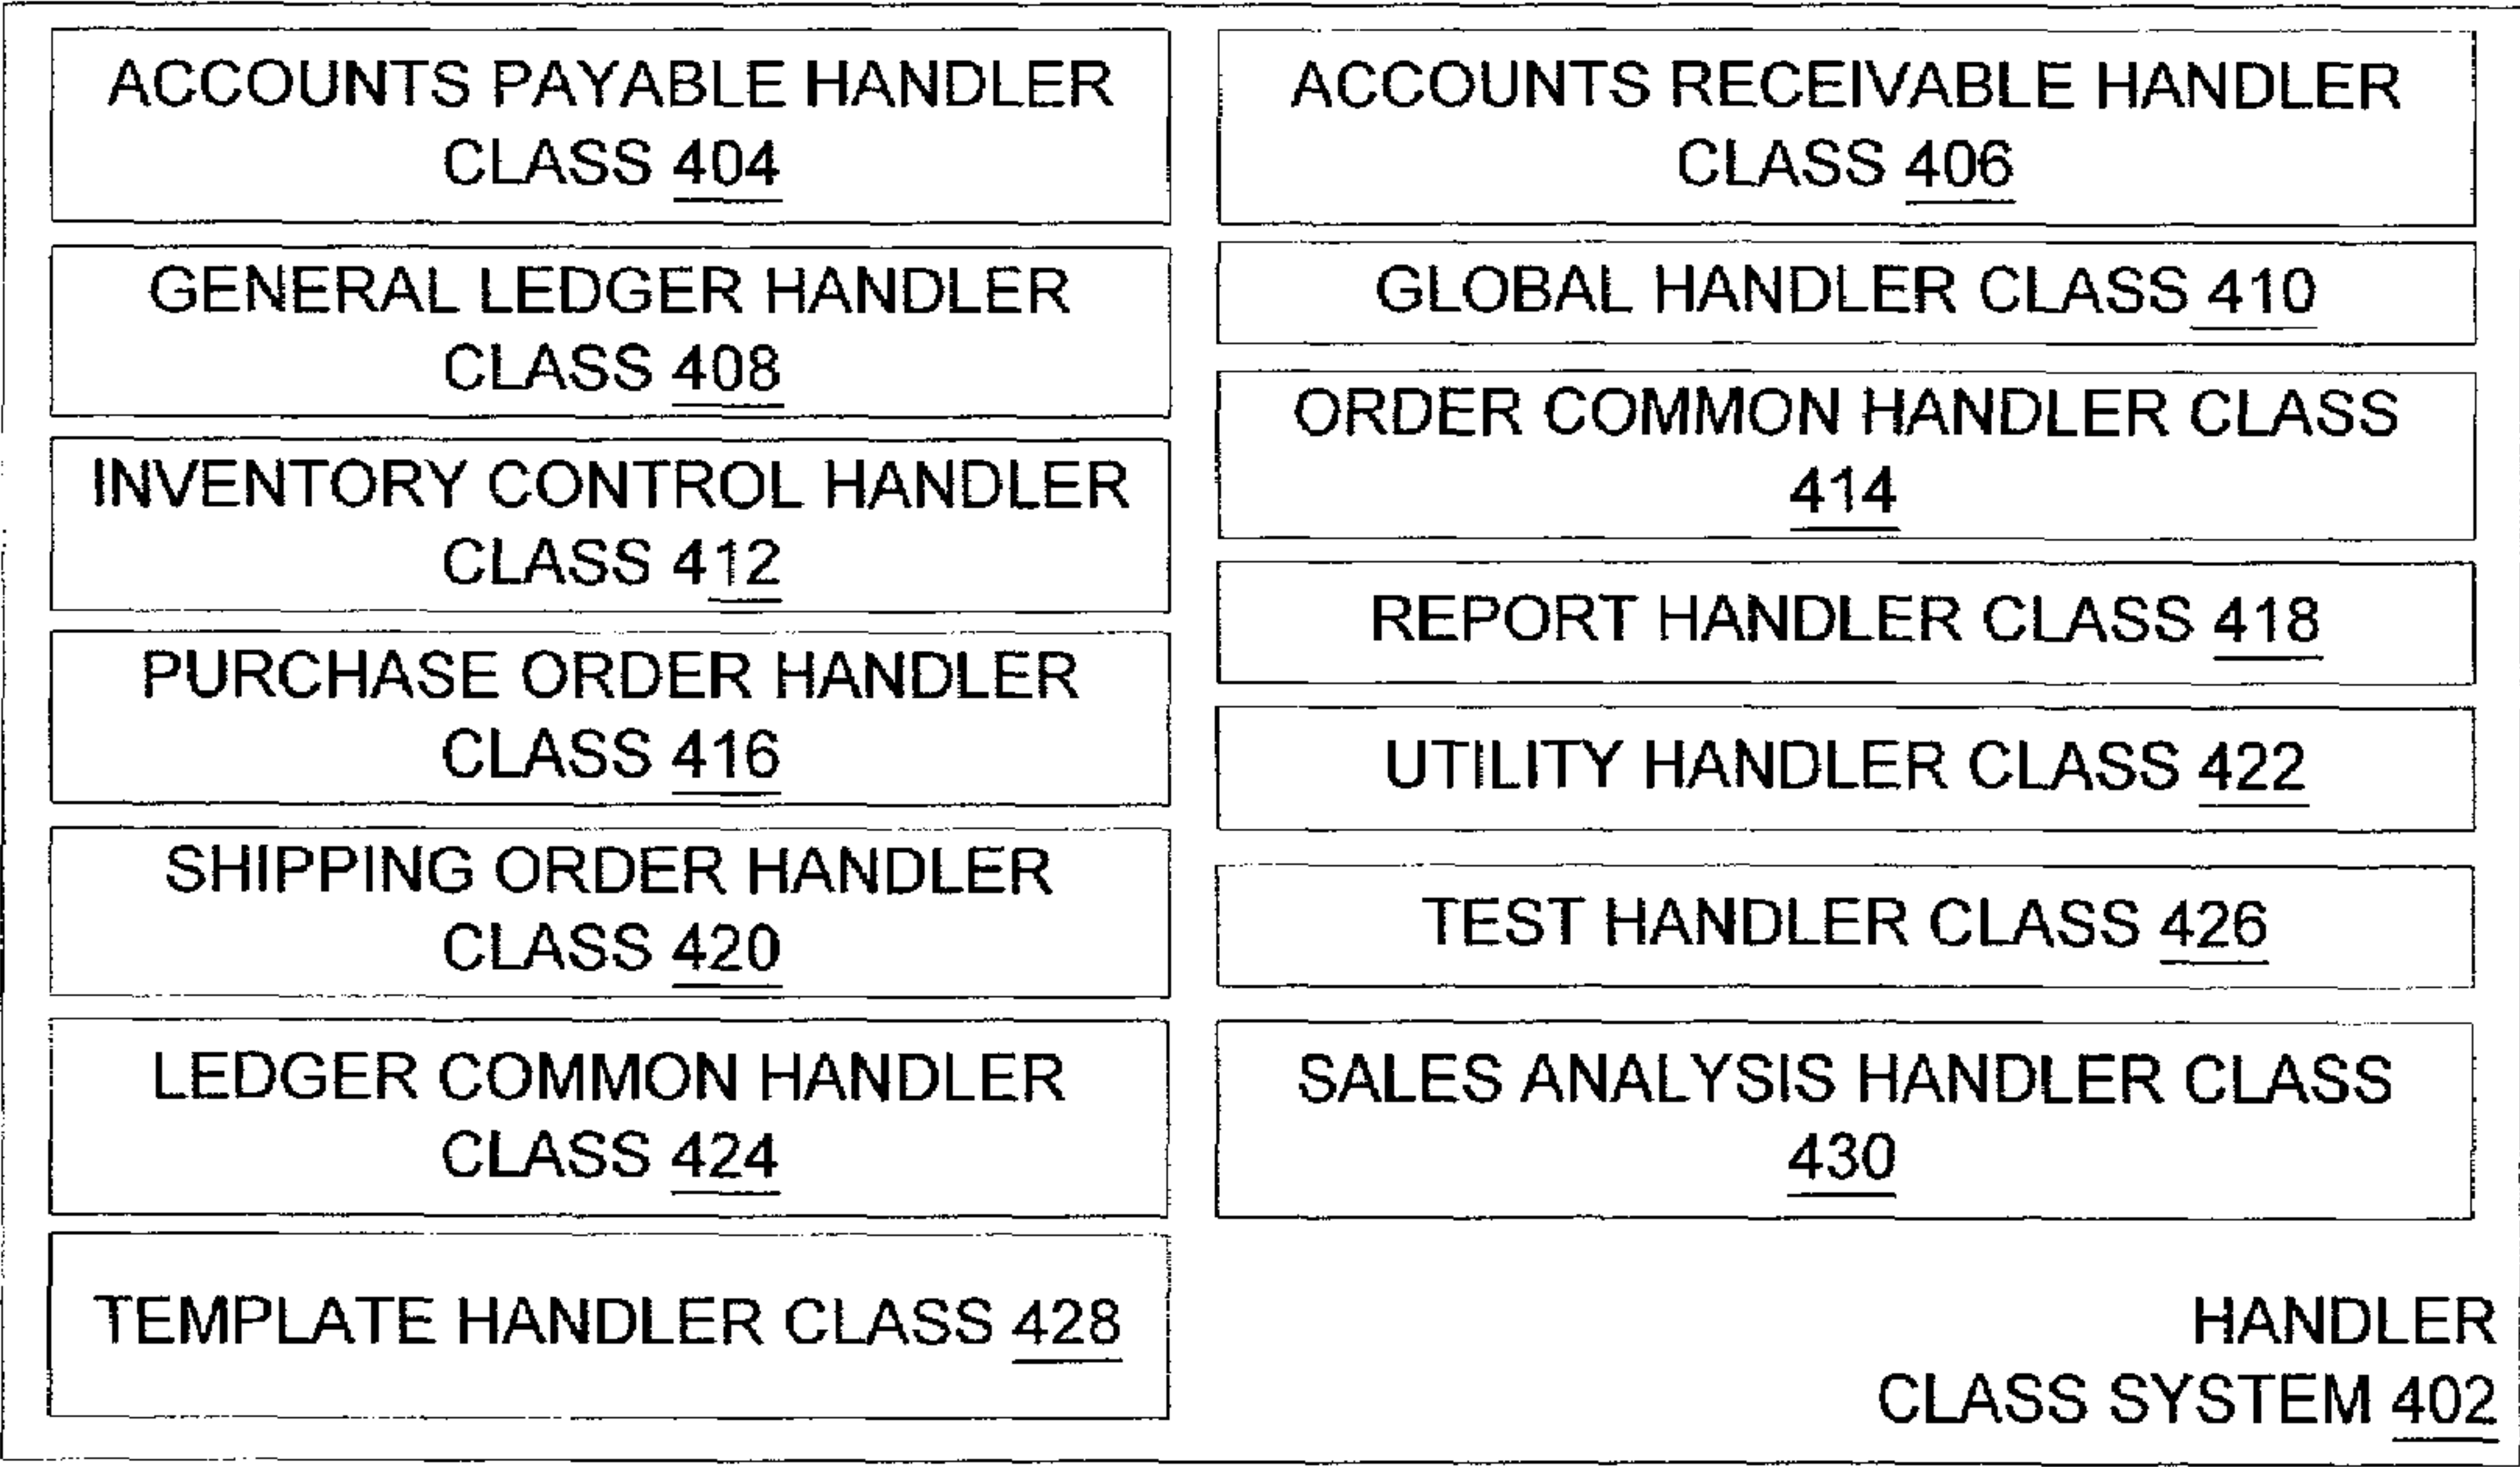 ACCOUNTS PAYABLE HANDLER
CLASS 404
ACCOUNTS RECEIVABLE HANDLER
CLASS 406
GENERAL LEDGER HANDLER
CLASS 408
GLOBAL HANDLER CLASS 410
INVENTORY CONTROL HANDLER
CLASS 412
ORDER COMMON HANDLER CLASS
414
PURCHASE ORDER HANDLER
CLASS 416
REPORT HANDLER CLASS 418
SHIPPING ORDER HANDLER
CLASS 420
UTILITY HANDLER CLASS 422
LEDGER COMMON HANDLER
CLASS 424
TEST HANDLER CLASS 426
TEMPLATE HANDLER CLASS 428
SALES ANALYSIS HANDLER CLASS
430
HANDLER
CLASS SYSTEM 402